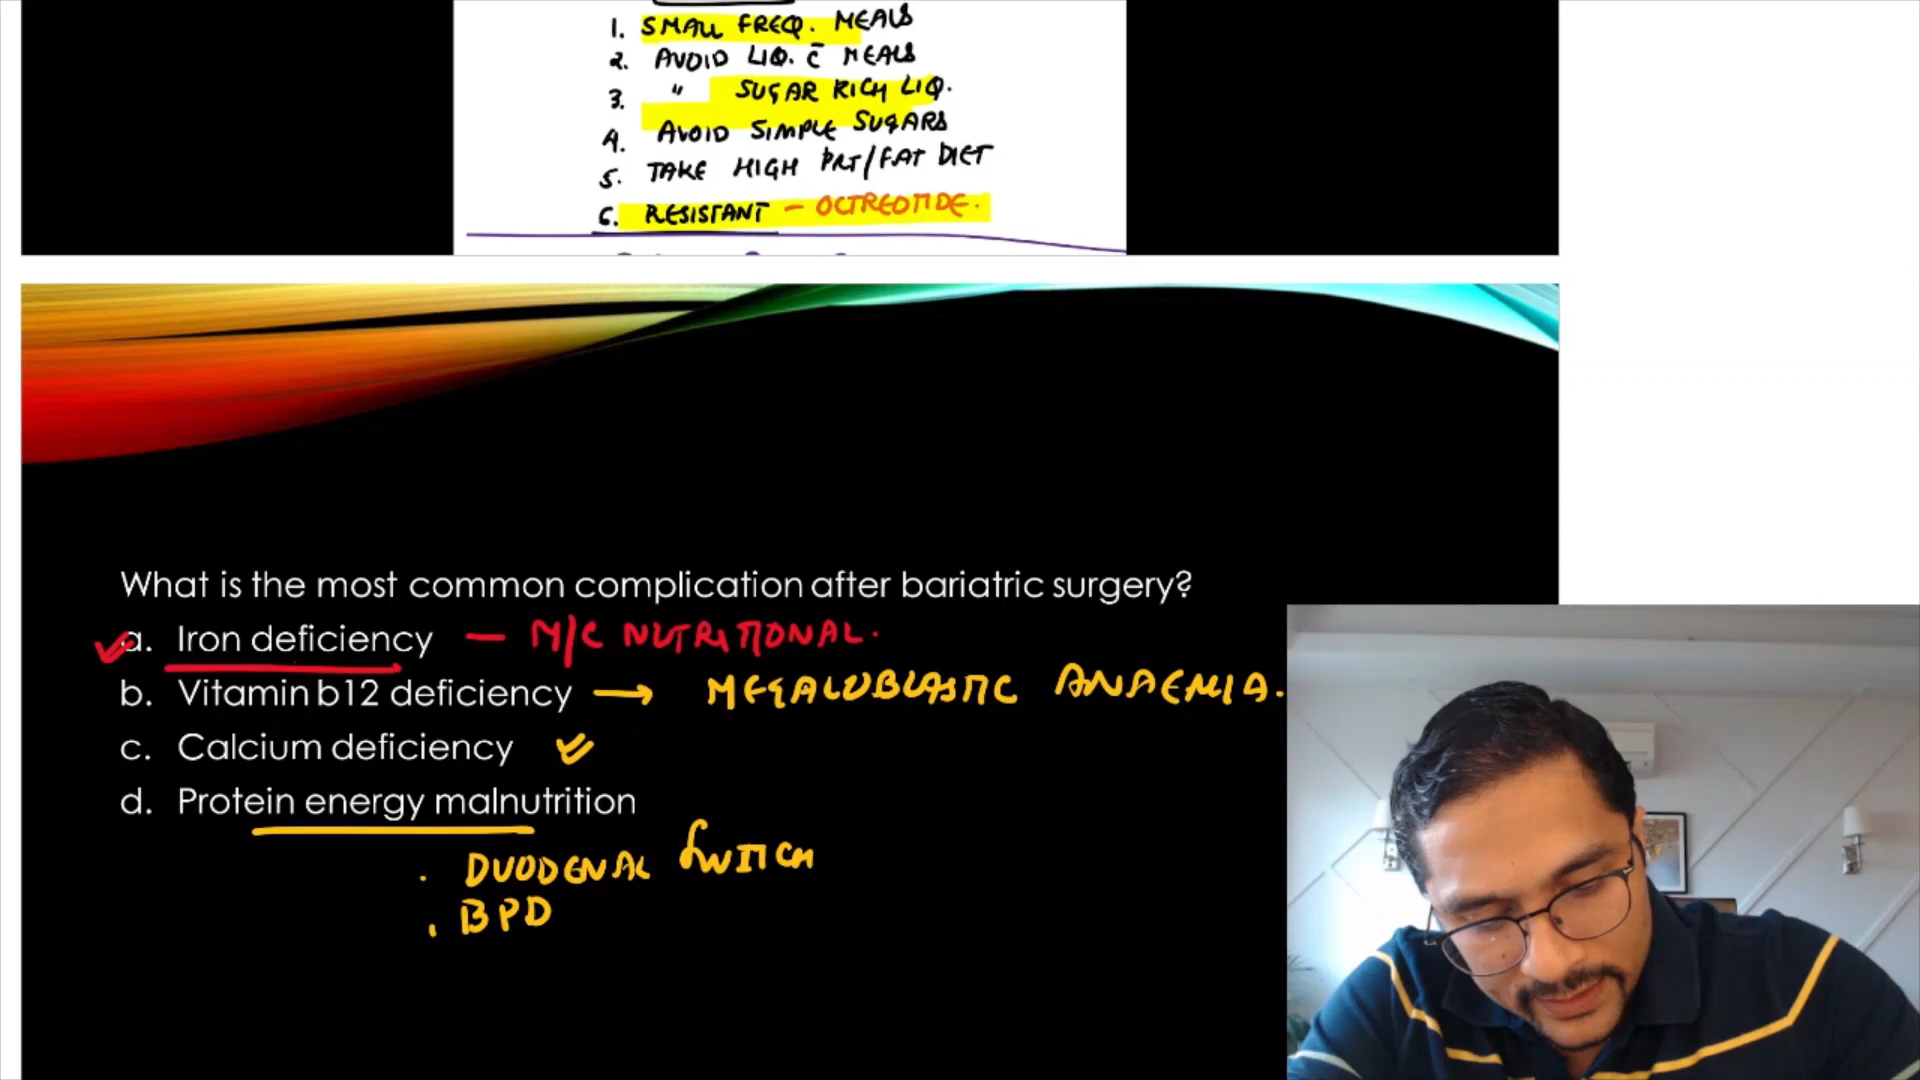 1. SMALL FREQ. MEALS
2. AVOID LIQ. C̄ MEALS
3. " SUGAR RICH LIQ.
4. AVOID SIMPLE SUGARS
5. TAKE HIGH PRT/FAT DIET
6. RESISTANT - OCTREOTIDE.
What is the most common complication after bariatric surgery?
a. Iron deficiency — M/C NUTRITIONAL.
b. Vitamin b12 deficiency → MEGALOBLASTIC ANAEMIA.
c. Calcium deficiency
d. Protein energy malnutrition
. DUODENAL SWITCH
. BPD